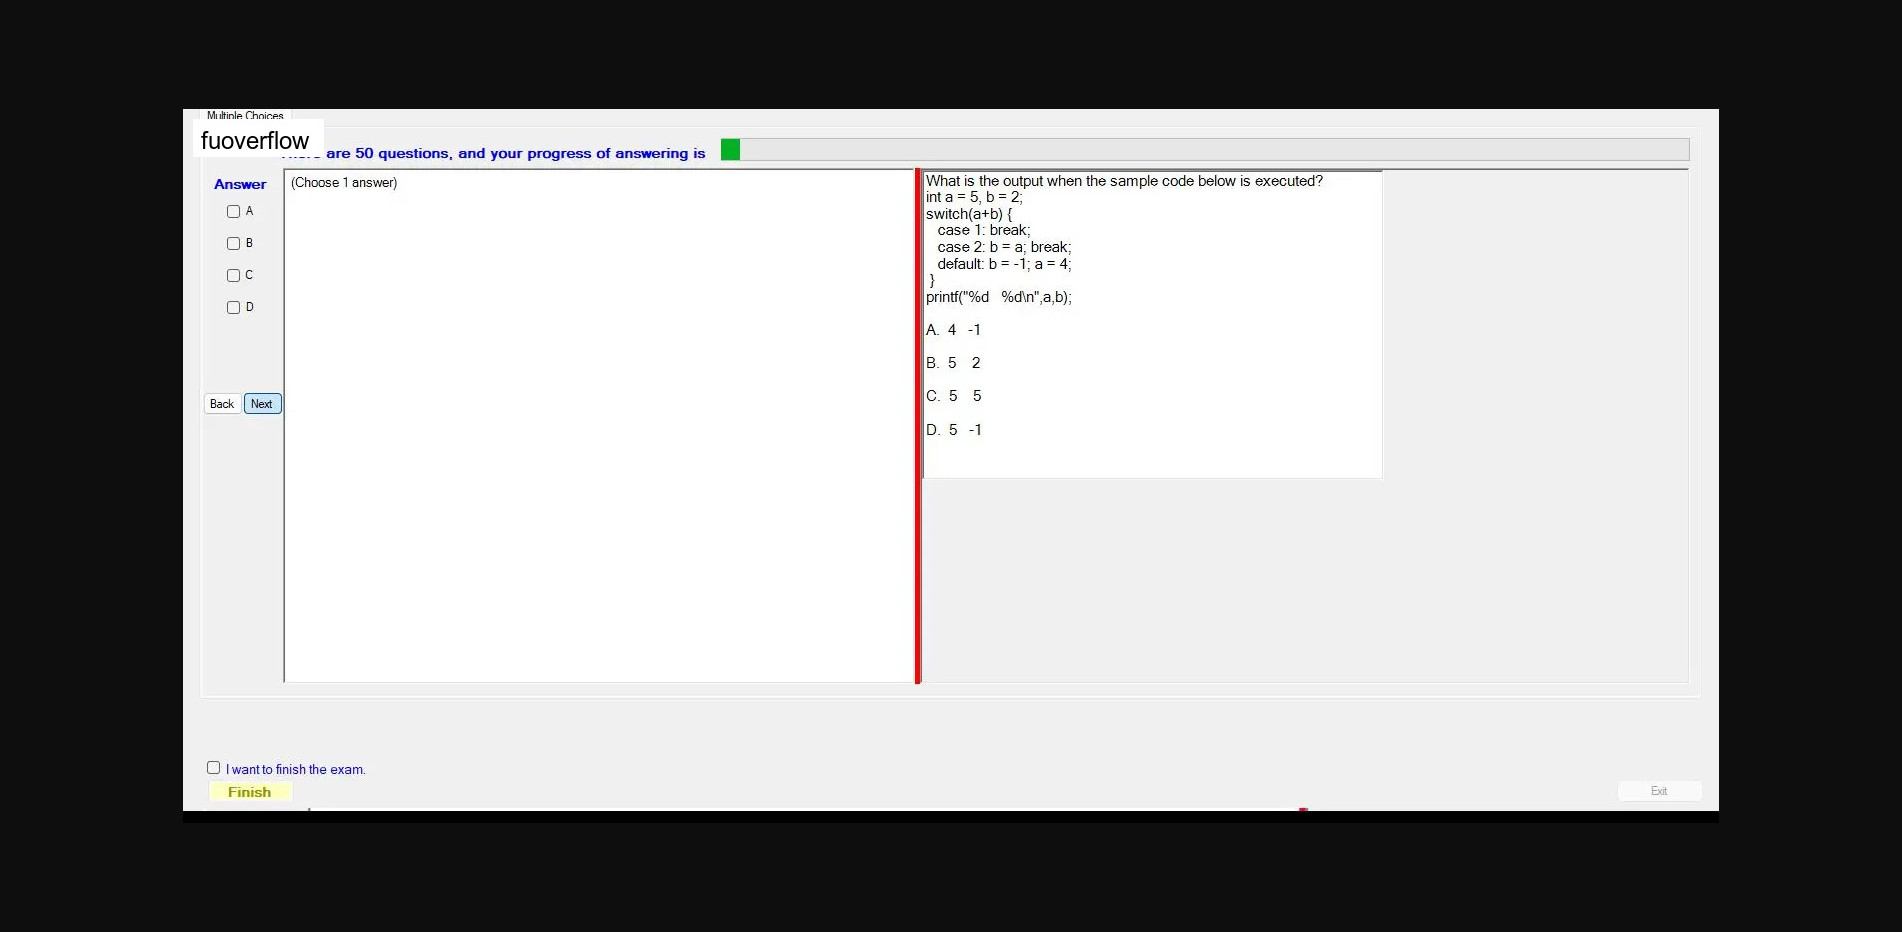 Multiple Choices
fuoverflow
are 50 questions, and your progress of answering is
Answer
(Choose 1 answer)
A
B
C
D
Back Next
What is the output when the sample code below is executed?
int a = 5, b = 2;
switch(a+b) {
case 1: break;
case 2: b = a; break;
default: b = -1; a = 4;
}
printf("%d   %d\n",a,b);
A.  4   -1
B.  5    2
C.  5    5
D.  5   -1
I want to finish the exam.
Finish
Exit